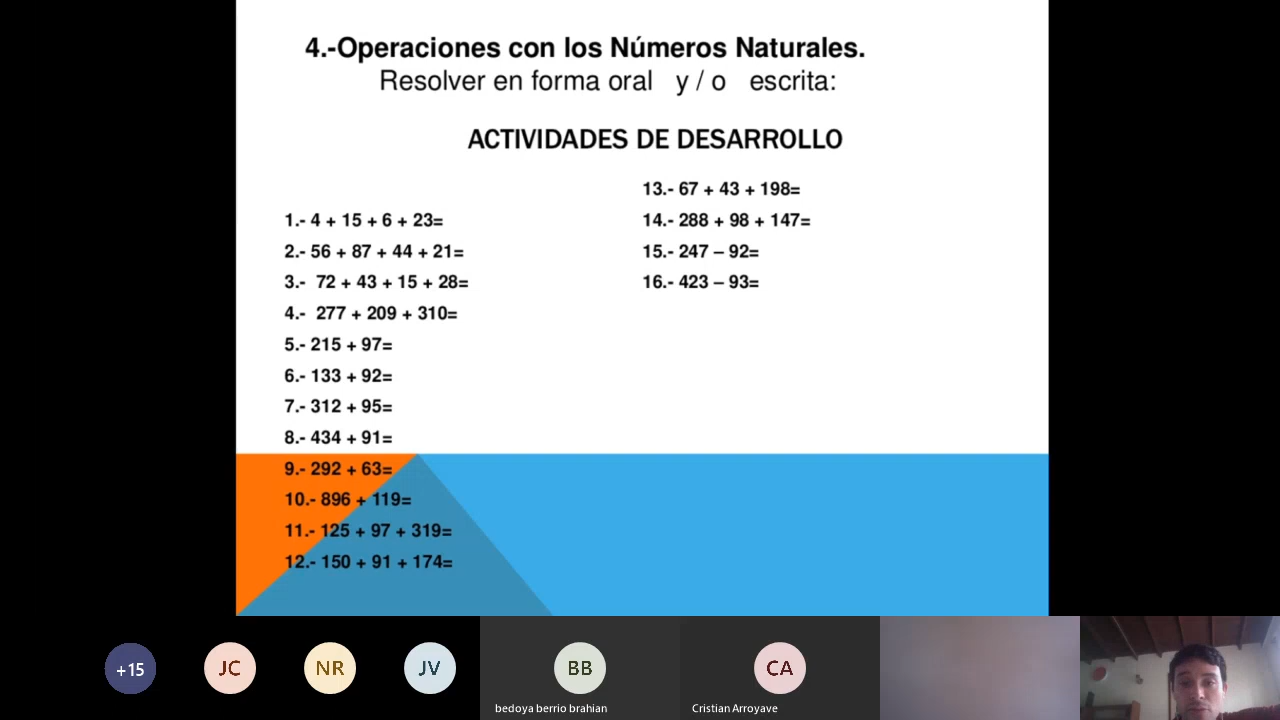 4.-Operaciones con los Números Naturales.
Resolver en forma oral y / o escrita:
ACTIVIDADES DE DESARROLLO
1.- 4 + 15 + 6 + 23=
2.- 56 + 87 + 44 + 21=
3.- 72 + 43 + 15 + 28=
4.- 277 + 209 + 310=
5.- 215 + 97=
6.- 133 + 92=
7.- 312 + 95=
8.- 434 + 91=
9.- 292 + 63=
10.- 896 + 119=
11.- 125 + 97 + 319=
12.- 150 + 91 + 174=
13.- 67 + 43 + 198=
14.- 288 + 98 + 147=
15.- 247 – 92=
16.- 423 – 93=
+15
JC
NR
JV
BB
CA
bedoya berrio brahian
Cristian Arroyave